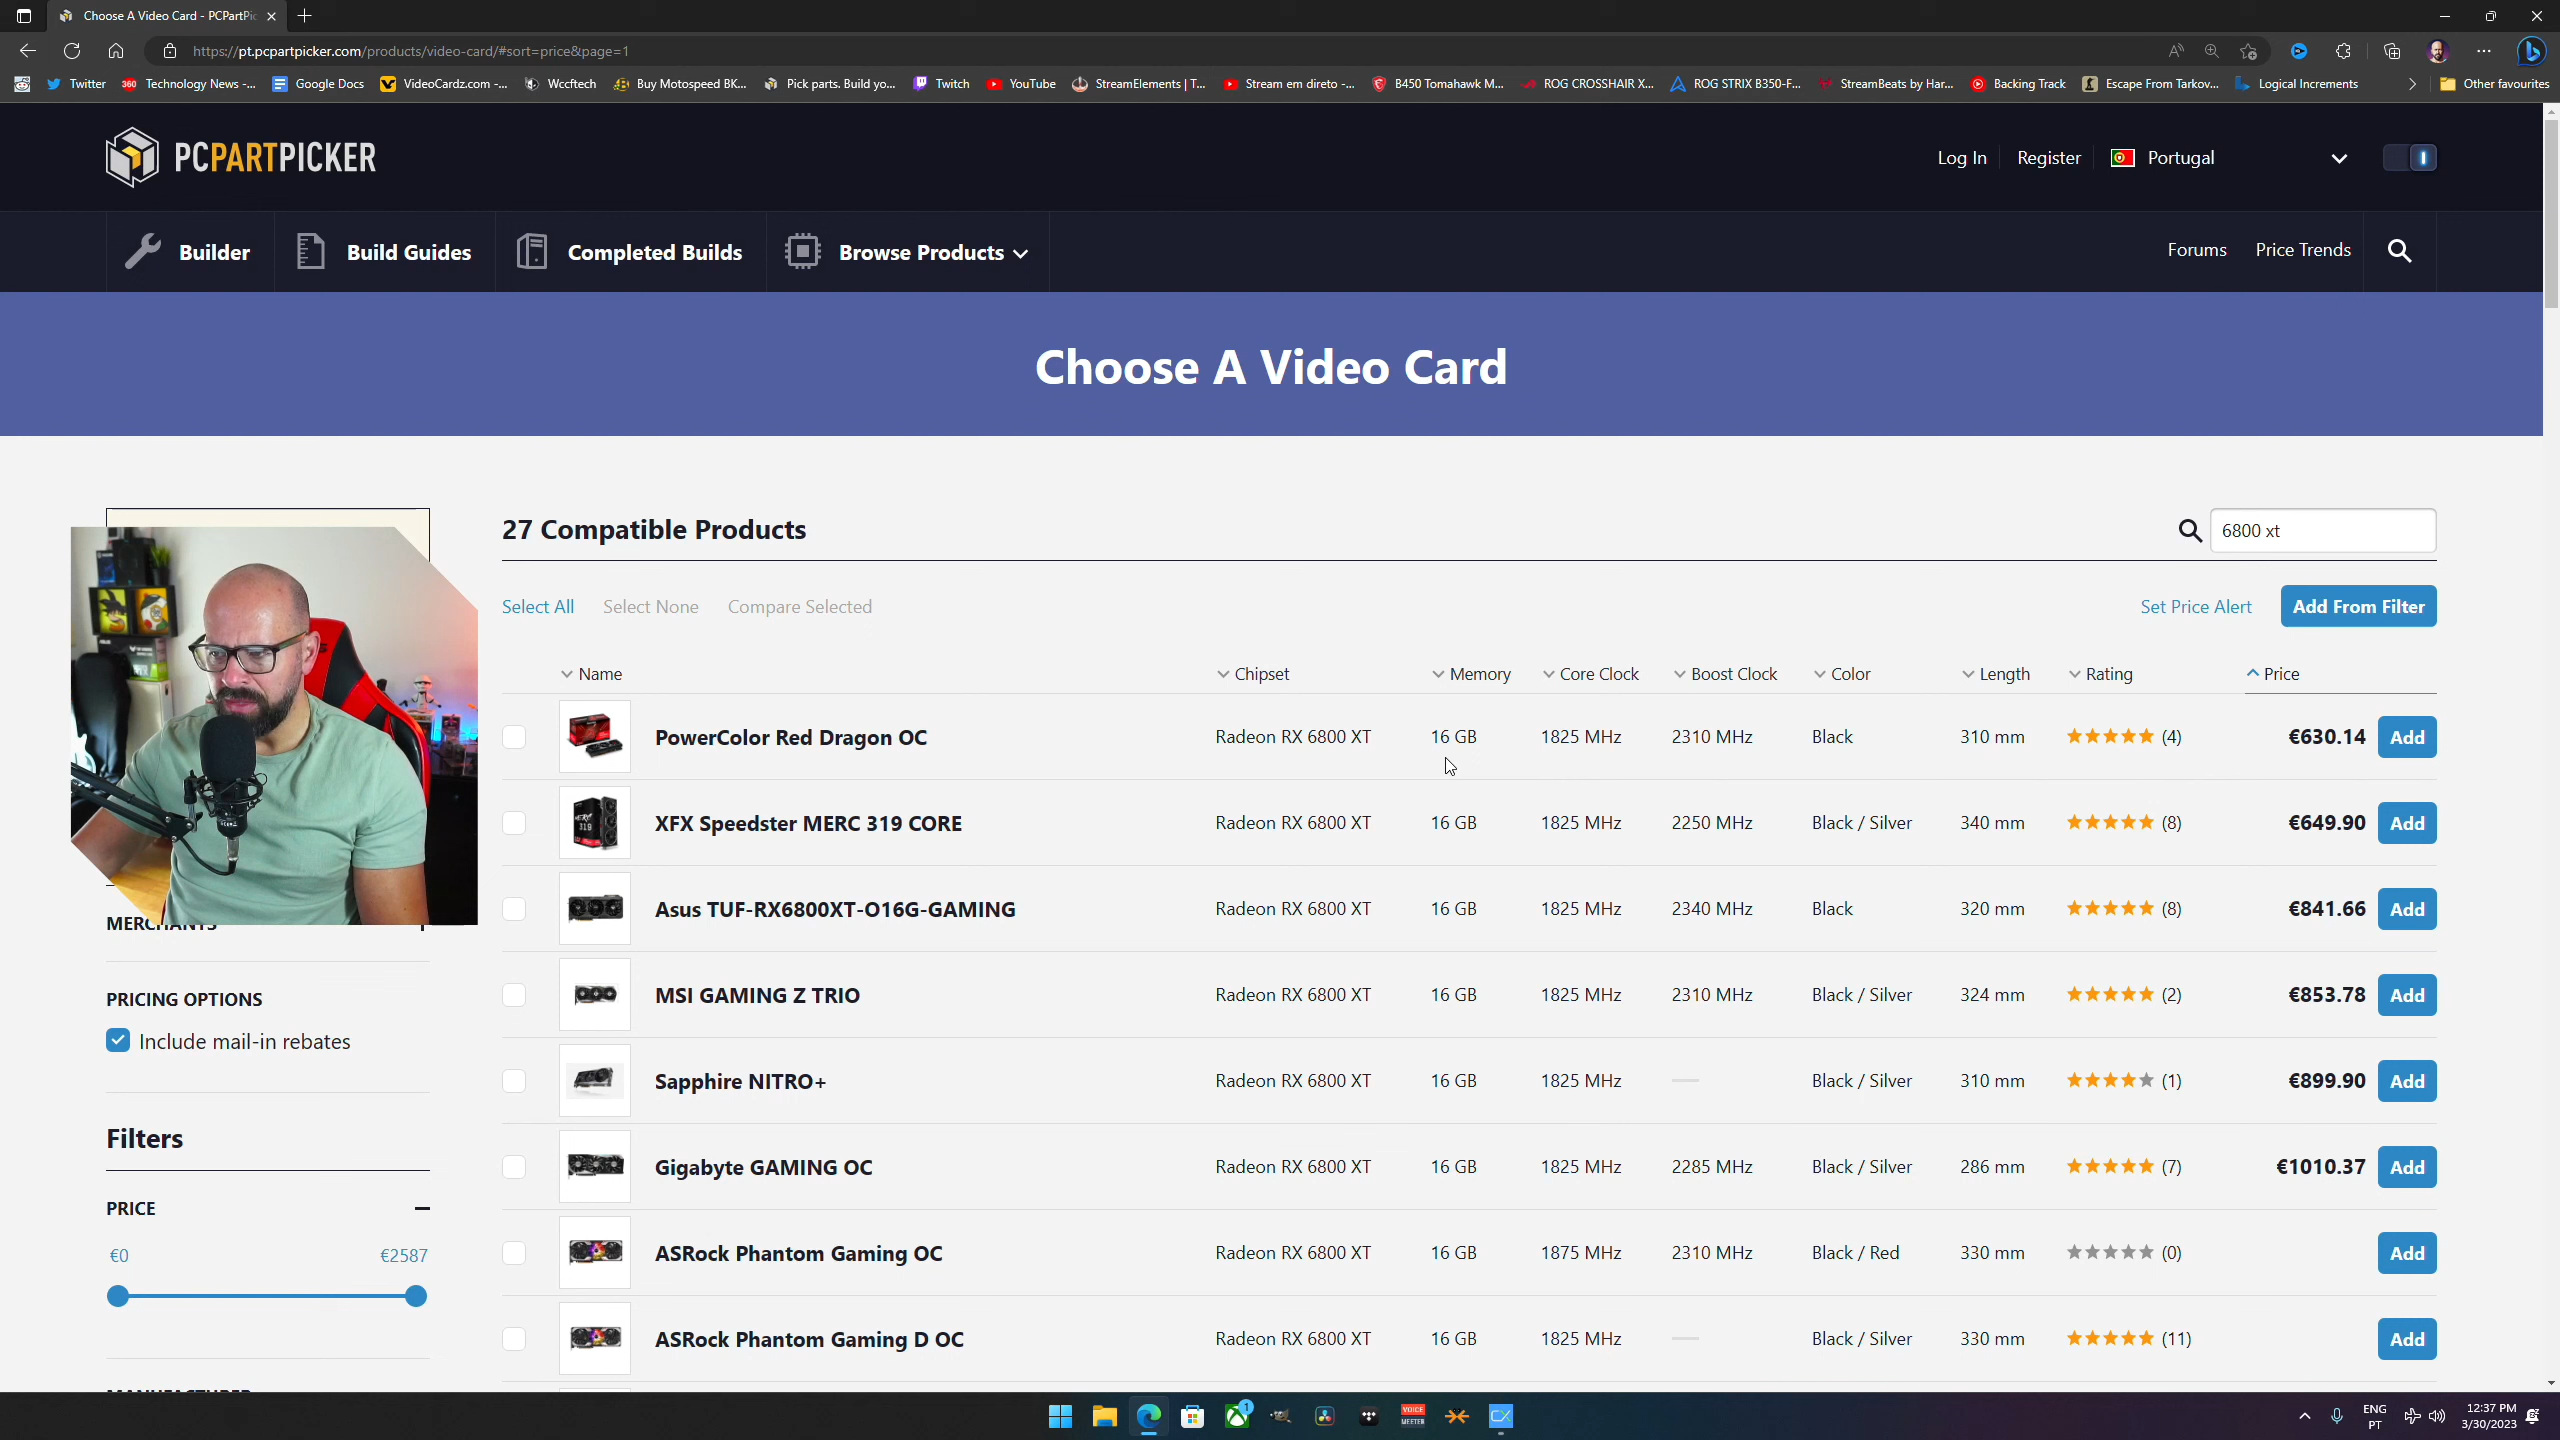 Choose A Video Card - PCPartPic
https://pt.pcpartpicker.com/products/video-card/#sort=price&page=1
Twitter 360 Technology News -... Google Docs VideoCardz.com -... Wccftech Buy Motospeed BK... Pick parts. Build yo... Twitch YouTube StreamElements | T... Stream em direto -... B450 Tomahawk M... ROG CROSSHAIR X... ROG STRIX B350-F... StreamBeats by Har... Backing Track Escape From Tarkov... Logical Increments Other favourites
PCPARTPICKER Log In Register Portugal
Builder Build Guides Completed Builds Browse Products Forums Price Trends
Choose A Video Card
27 Compatible Products 6800 xt
Select All Select None Compare Selected Set Price Alert Add From Filter
Name Chipset Memory Core Clock Boost Clock Color Length Rating Price
PowerColor Red Dragon OC Radeon RX 6800 XT 16 GB 1825 MHz 2310 MHz Black 310 mm (4) €630.14 Add
XFX Speedster MERC 319 CORE Radeon RX 6800 XT 16 GB 1825 MHz 2250 MHz Black / Silver 340 mm (8) €649.90 Add
Asus TUF-RX6800XT-O16G-GAMING Radeon RX 6800 XT 16 GB 1825 MHz 2340 MHz Black 320 mm (8) €841.66 Add
MSI GAMING Z TRIO Radeon RX 6800 XT 16 GB 1825 MHz 2310 MHz Black / Silver 324 mm (2) €853.78 Add
Sapphire NITRO+ Radeon RX 6800 XT 16 GB 1825 MHz Black / Silver 310 mm (1) €899.90 Add
Gigabyte GAMING OC Radeon RX 6800 XT 16 GB 1825 MHz 2285 MHz Black / Silver 286 mm (7) €1010.37 Add
ASRock Phantom Gaming OC Radeon RX 6800 XT 16 GB 1875 MHz 2310 MHz Black / Red 330 mm (0) Add
ASRock Phantom Gaming D OC Radeon RX 6800 XT 16 GB 1825 MHz Black / Silver 330 mm (11) Add
MERCHANTS
PRICING OPTIONS
Include mail-in rebates
Filters
PRICE
€0 €2587
MANUFACTURER
VOICE
MEETER
CX
ENG
PT
12:37 PM
3/30/2023